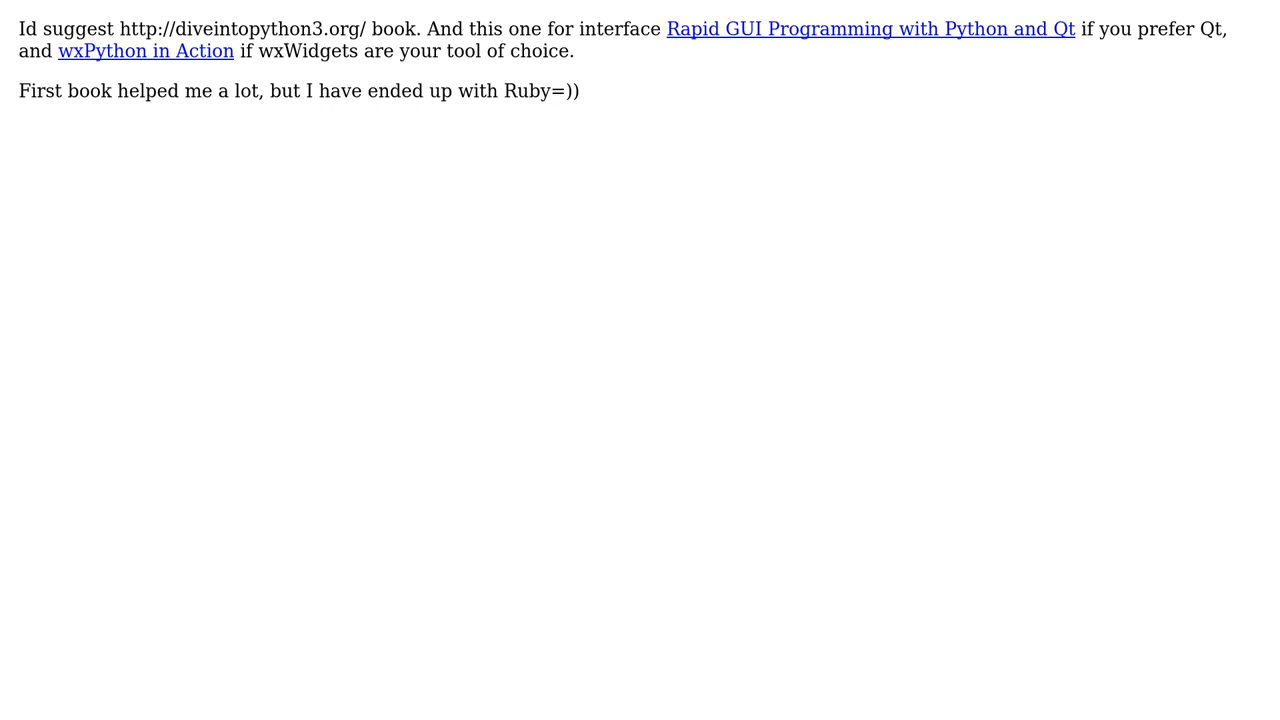 Id suggest http://diveintopython3.org/ book. And this one for interface Rapid GUI Programming with Python and Qt if you prefer Qt,
and wxPython in Action if wxWidgets are your tool of choice.
First book helped me a lot, but I have ended up with Ruby=))